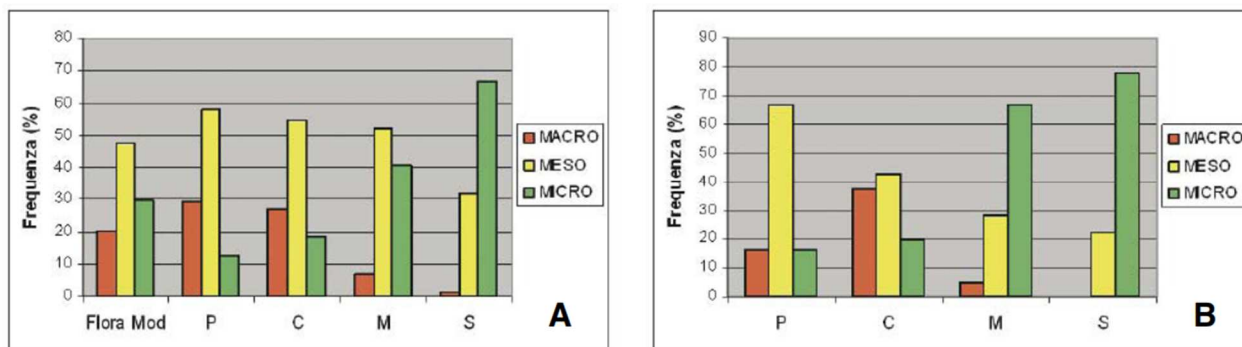 Frequenza (%)
80
70
60
50
40
30
20
10
0
Flora Mod P C M S
MACRO
MESO
MICRO
A
Frequenza (%)
90
80
70
60
50
40
30
20
10
0
P C M S
MACRO
MESO
MICRO
B